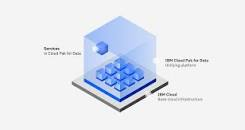 Services
in Cloud Pak for Data
IBM Cloud Pak for Data
Unifying platform
IBM Cloud
Base cloud infrastructure